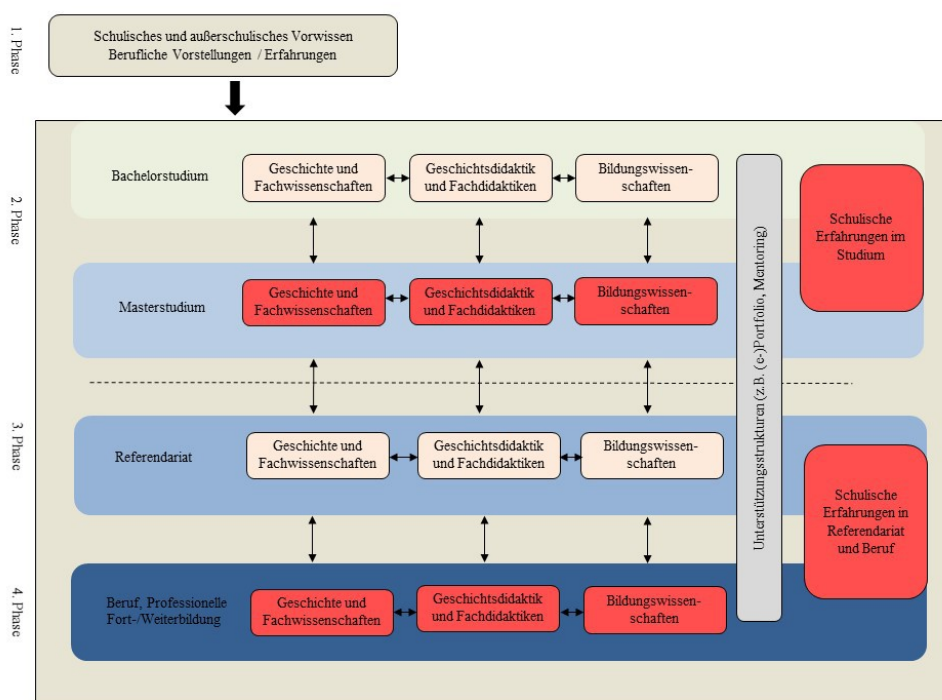 1. Phase
Schulisches und außerschulisches Vorwissen
Berufliche Vorstellungen / Erfahrungen
2. Phase
Bachelorstudium
Geschichte und
Fachwissenschaften
Geschichtsdidaktik
und Fachdidaktiken
Bildungswissen-
schaften
Unterstützungsstrukturen (z.B. (e-)Portfolio, Mentoring)
Schulische
Erfahrungen im
Studium
Masterstudium
Geschichte und
Fachwissenschaften
Geschichtsdidaktik
und Fachdidaktiken
Bildungswissen-
schaften
3. Phase
Referendariat
Geschichte und
Fachwissenschaften
Geschichtsdidaktik
und Fachdidaktiken
Bildungswissen-
schaften
Schulische
Erfahrungen in
Referendariat
und Beruf
4. Phase
Beruf, Professionelle
Fort-/Weiterbildung
Geschichte und
Fachwissenschaften
Geschichtsdidaktik
und Fachdidaktiken
Bildungswissen-
schaften